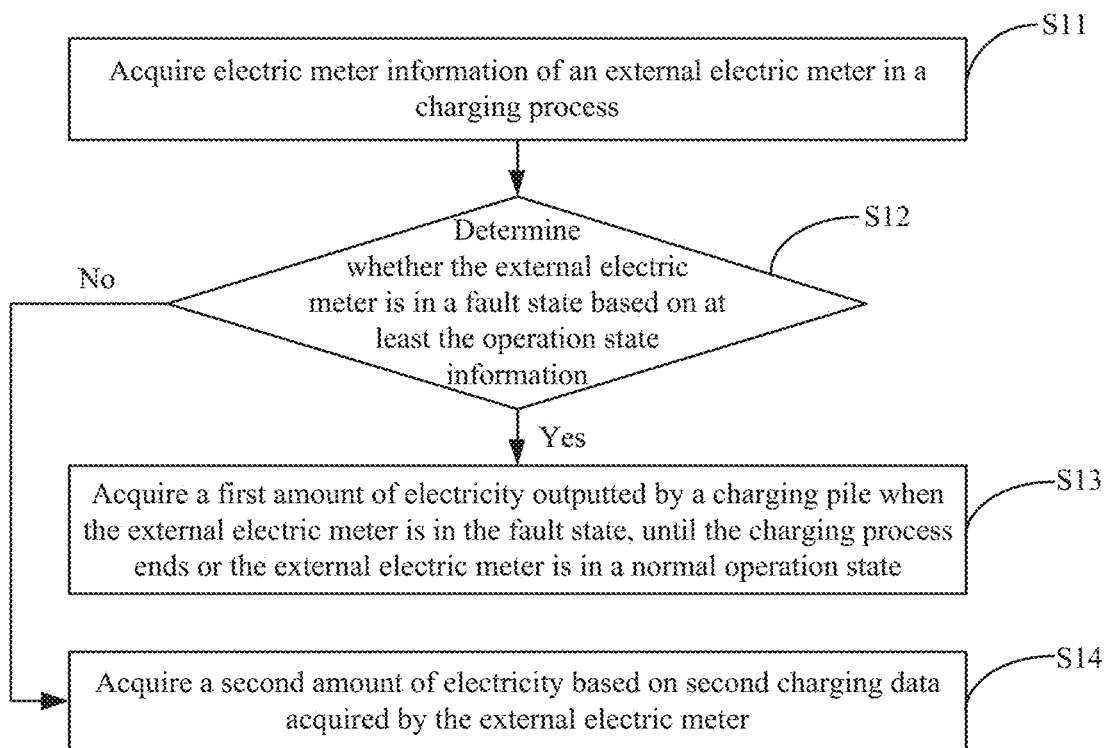 S11
Acquire electric meter information of an external electric meter in a
charging process
S12
Determine
whether the external electric
meter is in a fault state based on at
least the operation state
information
No
Yes
S13
Acquire a first amount of electricity outputted by a charging pile when
the external electric meter is in the fault state, until the charging process
ends or the external electric meter is in a normal operation state
S14
Acquire a second amount of electricity based on second charging data
acquired by the external electric meter